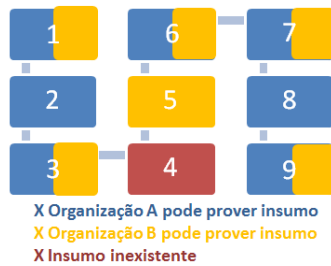 1 6 7
2 5 8
3 4 9
X Organização A pode prover insumo
X Organização B pode prover insumo
X Insumo inexistente